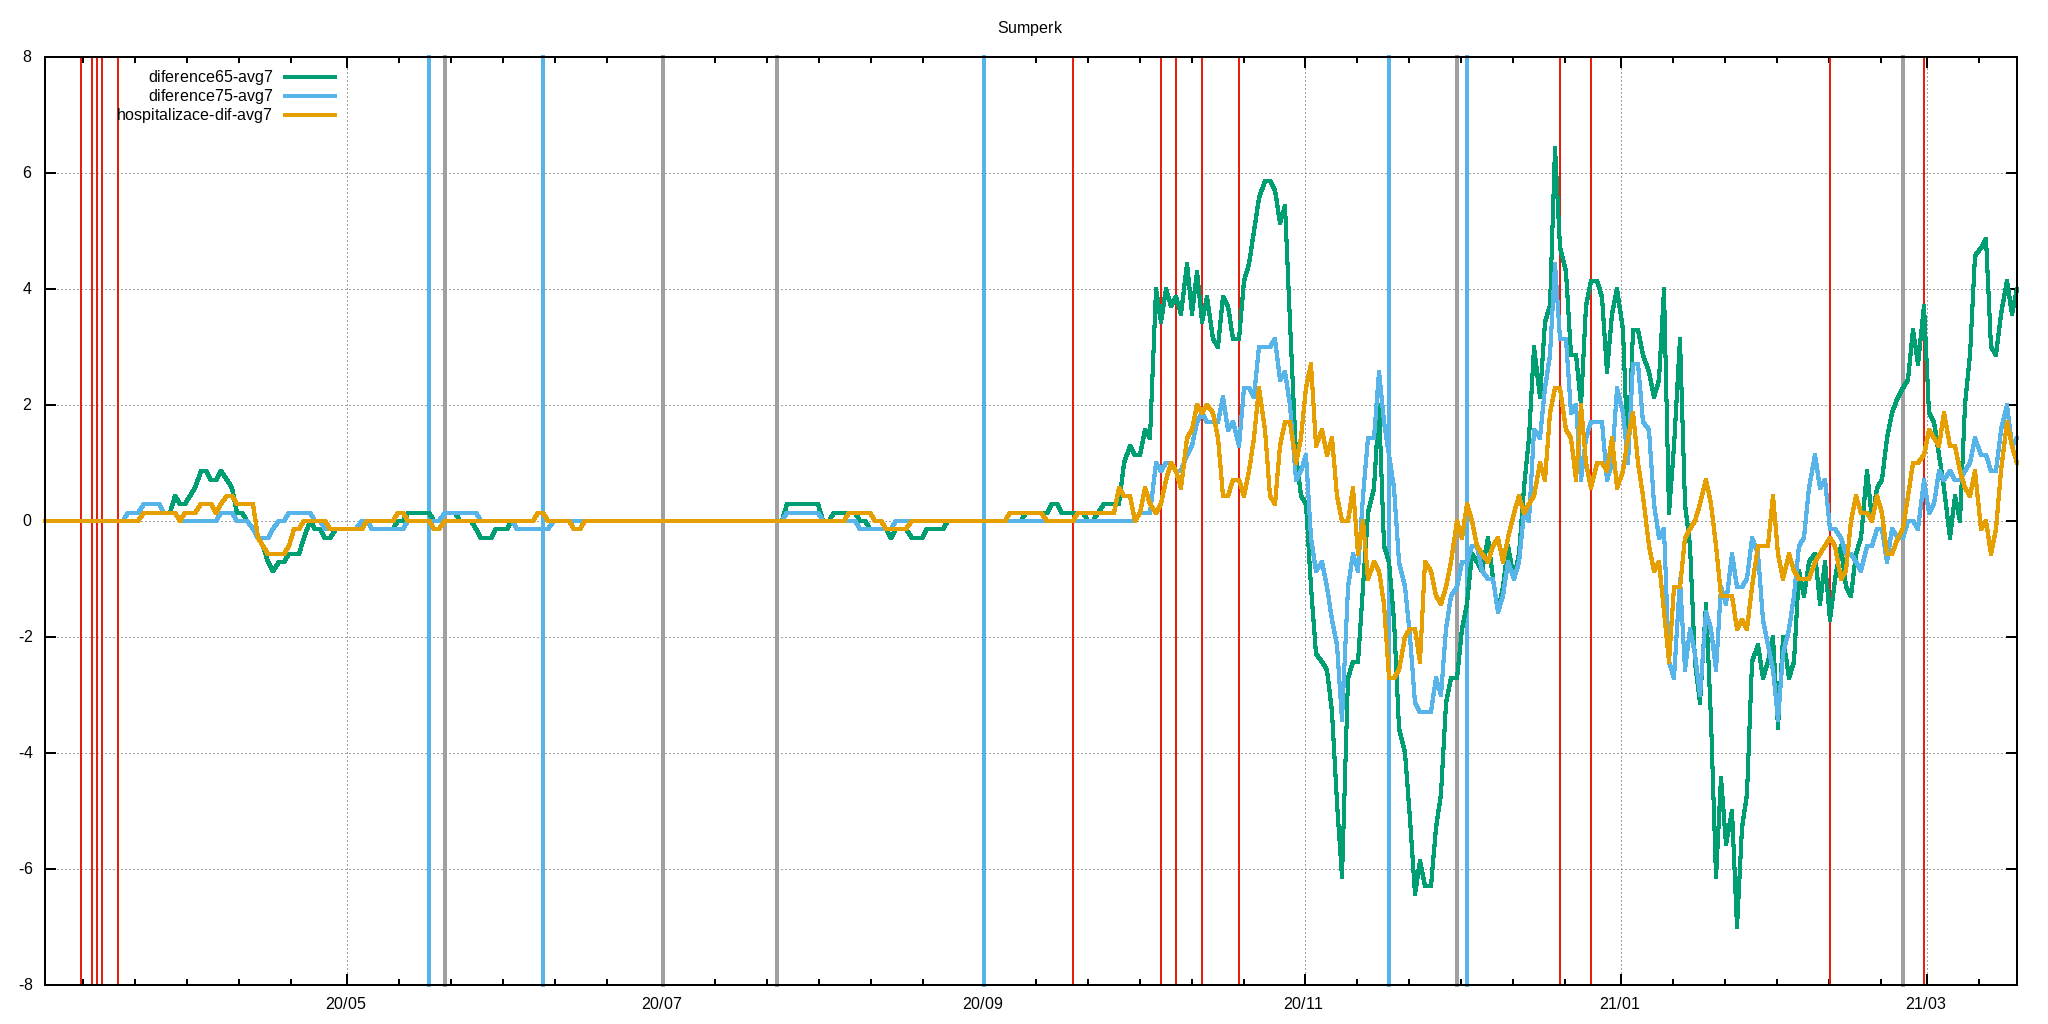 Sumperk
diference65-avg7
diference75-avg7
hospitalizace-dif-avg7
8
6
4
2
0
-2
-4
-6
-8
20/05 20/07 20/09 20/11 21/01 21/03